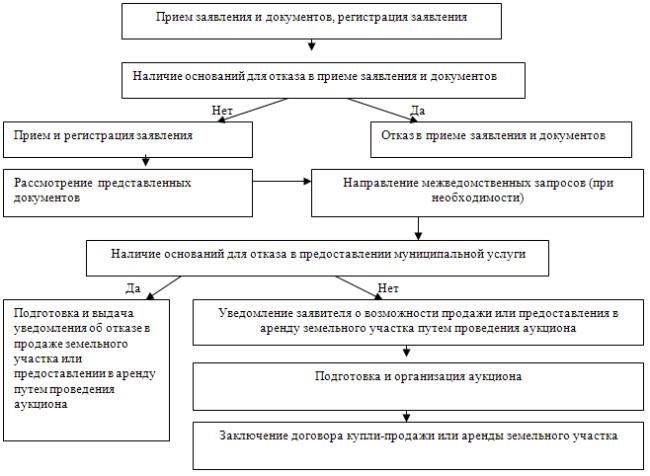 Прием заявления и документов, регистрация заявления
Наличие оснований для отказа в приеме заявления и документов
Нет
Да
Прием и регистрация заявления
Отказ в приеме заявления и документов
Рассмотрение представленных
документов
Направление межведомственных запросов (при
необходимости)
Наличие оснований для отказа в предоставлении муниципальной услуги
Да
Нет
Подготовка и выдача
уведомления об отказе в
продаже земельного
участка или
предоставлении в аренду
путем проведения
аукциона
Уведомление заявителя о возможности продажи или предоставления в
аренду земельного участка путем проведения аукциона
Подготовка и организация аукциона
Заключение договора купли-продажи или аренды земельного участка